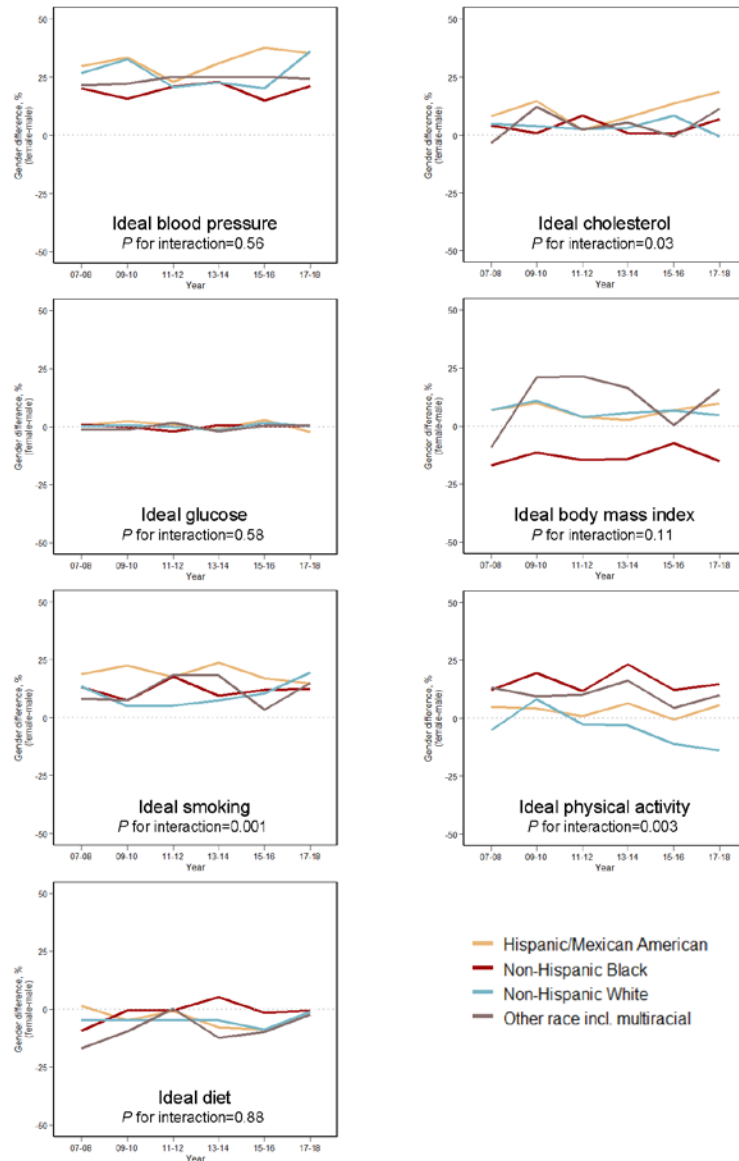 50
25
0
-25
-50
Gender difference, %
(female-male)
Ideal blood pressure
P for interaction=0.56
07-08 09-10 11-12 13-14 15-16 17-18
Year
50
25
0
-25
-50
Gender difference, %
(female-male)
Ideal cholesterol
P for interaction=0.03
07-08 09-10 11-12 13-14 15-16 17-18
Year
50
25
0
-25
-50
Gender difference, %
(female-male)
Ideal glucose
P for interaction=0.58
07-08 09-10 11-12 13-14 15-16 17-18
Year
50
25
0
-25
-50
Gender difference, %
(female-male)
Ideal body mass index
P for interaction=0.11
07-08 09-10 11-12 13-14 15-16 17-18
Year
50
25
0
-25
-50
Gender difference, %
(female-male)
Ideal smoking
P for interaction=0.001
07-08 09-10 11-12 13-14 15-16 17-18
Year
50
25
0
-25
-50
Gender difference, %
(female-male)
Ideal physical activity
P for interaction=0.003
07-08 09-10 11-12 13-14 15-16 17-18
Year
50
25
0
-25
-50
Gender difference, %
(female-male)
Ideal diet
P for interaction=0.88
07-08 09-10 11-12 13-14 15-16 17-18
Year
Hispanic/Mexican American
Non-Hispanic Black
Non-Hispanic White
Other race incl. multiracial